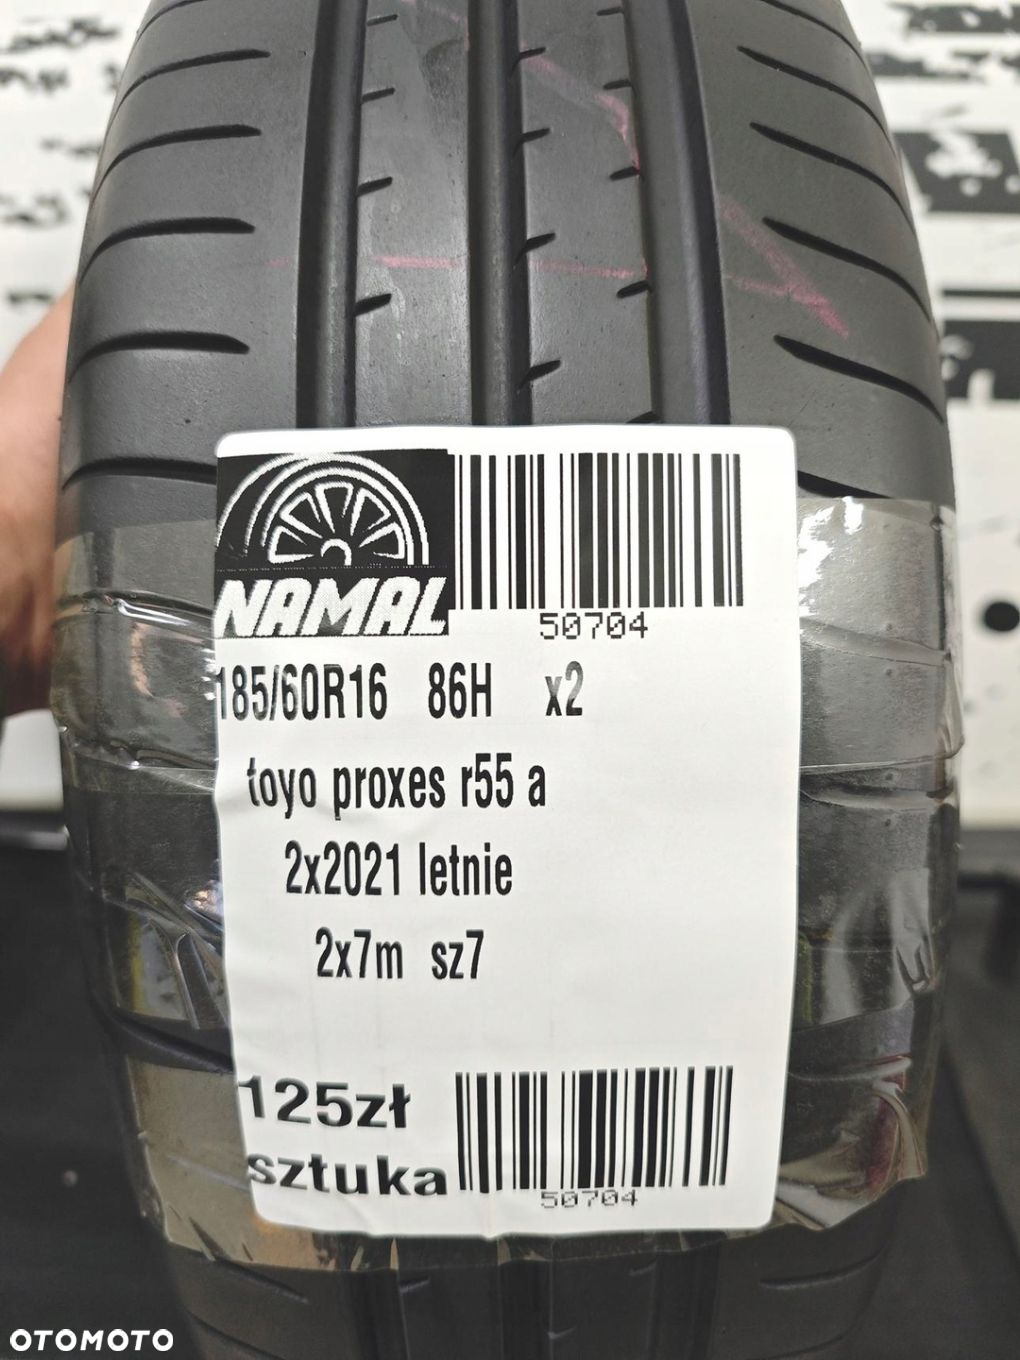 NAMAL
50704
185/60R16 86H x2
toyo proxes r55 a
2x2021 letnie
2x7m sz7
125zł
sztuka
50704
OTOMOTO